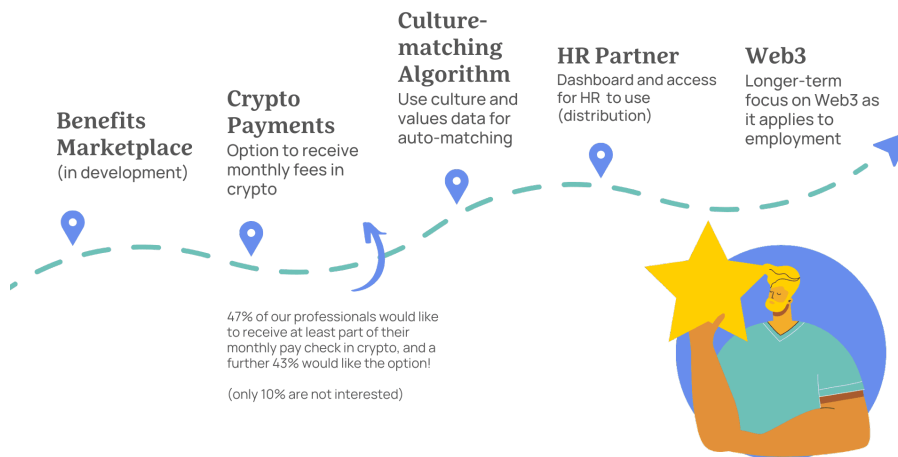 Benefits
Marketplace
(in development)
Crypto
Payments
Option to receive
monthly fees in
crypto
47% of our professionals would like
to receive at least part of their
monthly pay check in crypto, and a
further 43% would like the option!
(only 10% are not interested)
Culture-
matching
Algorithm
Use culture and
values data for
auto-matching
HR Partner
Dashboard and access
for HR to use
(distribution)
Web3
Longer-term
focus on Web3 as
it applies to
employment